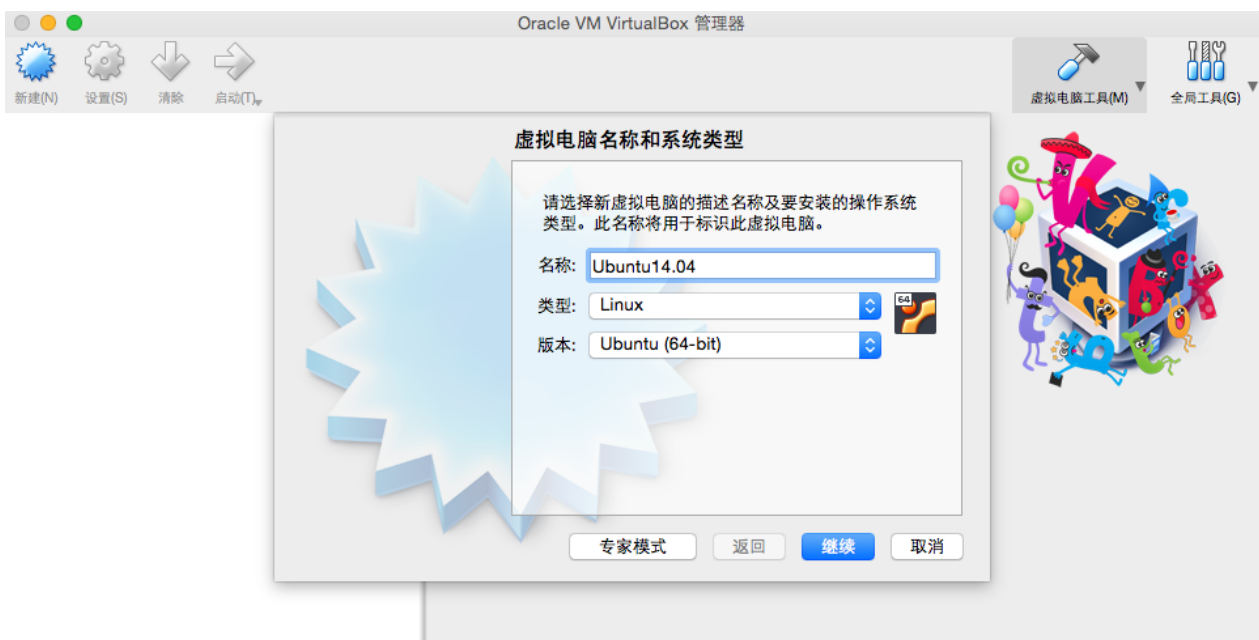 Oracle VM VirtualBox 管理器
新建(N)
设置(S)
清除
启动(T)
虚拟电脑工具(M)
全局工具(G)
虚拟电脑名称和系统类型
请选择新虚拟电脑的描述名称及要安装的操作系统
类型。此名称将用于标识此虚拟电脑。
名称: Ubuntu14.04
类型: Linux
64
版本: Ubuntu (64-bit)
专家模式
返回
继续
取消